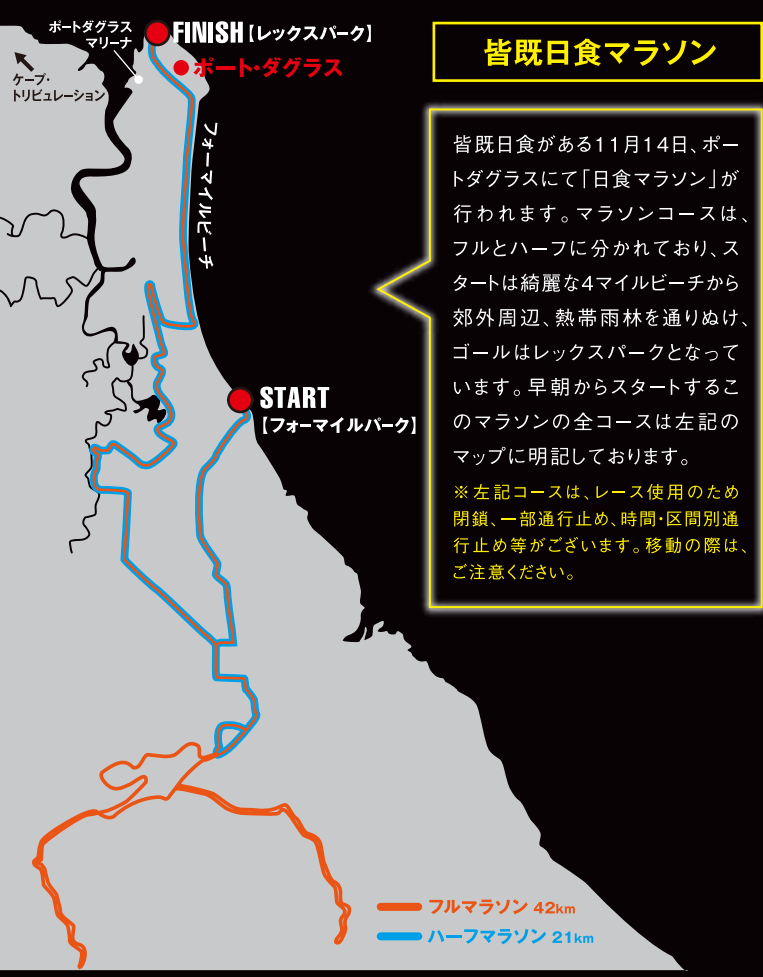 ポートダグラス
マリーナ
FINISH【レックスパーク】
ポート・ダグラス
ケープ・
トリビュレーション
フォーマイルビーチ
START
【フォーマイルパーク】
皆既日食マラソン
皆既日食がある11月14日、ポー
トダグラスにて「日食マラソン」が
行われます。マラソンコースは、
フルとハーフに分かれており、ス
タートは綺麗な4マイルビーチから
郊外周辺、熱帯雨林を通りぬけ、
ゴールはレックスパークとなって
います。早朝からスタートするこ
のマラソンの全コースは左記の
マップに明記しております。
※左記コースは、レース使用のため
閉鎖、一部通行止め、時間・区間別通
行止め等がございます。移動の際は、
ご注意ください。
フルマラソン 42km
ハーフマラソン 21km